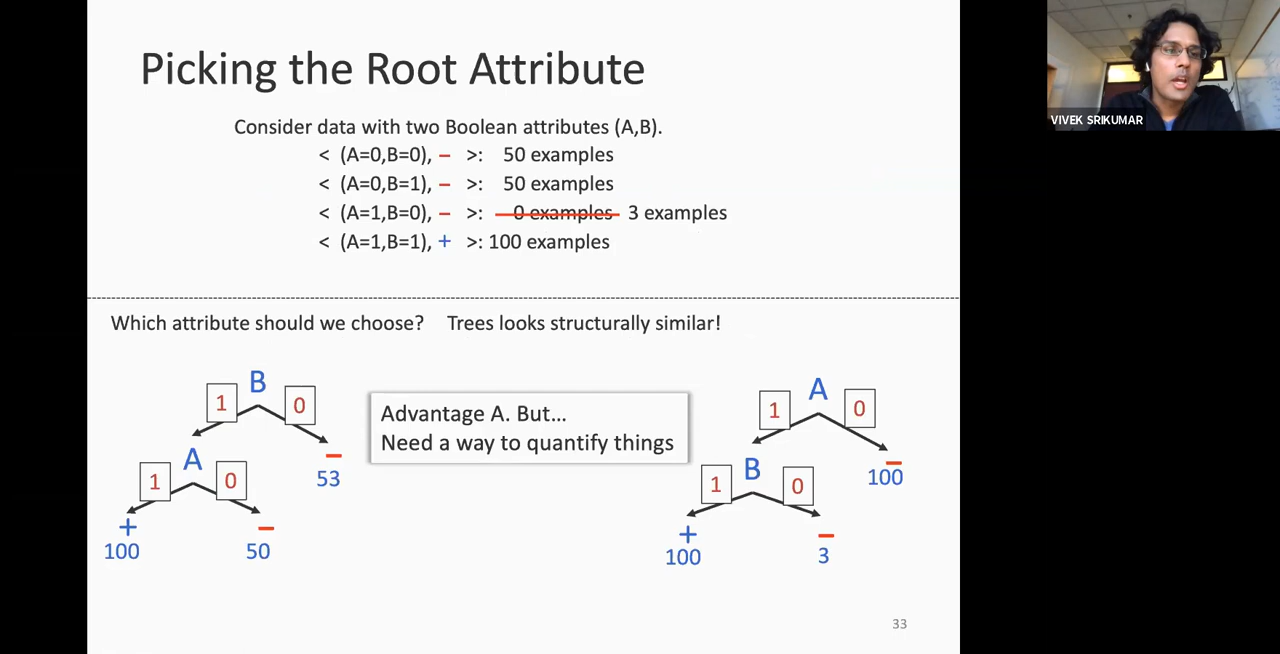 Picking the Root Attribute
Consider data with two Boolean attributes (A,B).
< (A=0,B=0), − >: 50 examples
< (A=0,B=1), − >: 50 examples
< (A=1,B=0), − >: 0 examples 3 examples
< (A=1,B=1), + >: 100 examples
Which attribute should we choose? Trees looks structurally similar!
B
1 0
A
1 0
−
53
+
100
−
50
Advantage A. But...
Need a way to quantify things
A
1 0
B
1 0
−
100
+
100
−
3
33
VIVEK SRIKUMAR